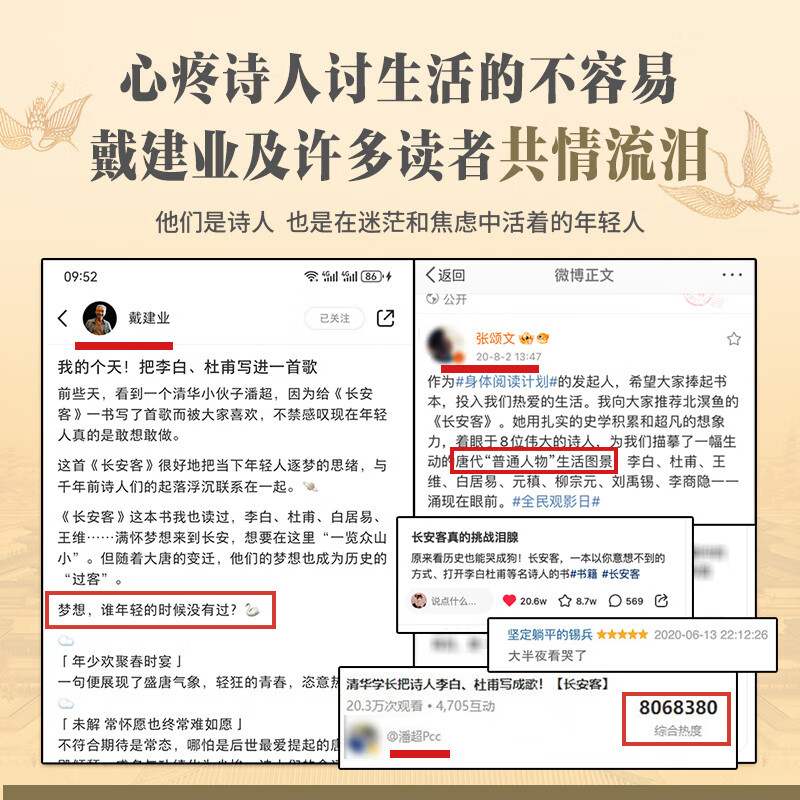 心疼诗人讨生活的不容易
戴建业及许多读者共情流泪
他们是诗人 也是在迷茫和焦虑中活着的年轻人
09:52
86
戴建业
已关注
我的个天！把李白、杜甫写进一首歌
前些天，看到一个清华小伙子潘超，因为给《长安
客》一书写了首歌而被大家喜欢，不禁感叹现在年轻
人真的是敢想敢做。
这首《长安客》很好地把当下年轻人逐梦的思绪，与
千年前诗人们的起落浮沉联系在一起。
《长安客》这本书我也读过，李白、杜甫、白居易、
王维……满怀梦想来到长安，想要在这里“一览众山
小”。但随着大唐的变迁，他们的梦想也成为历史的
“过客”。
梦想，谁年轻的时候没有过？
「年少欢聚春时宴」
一句便展现了盛唐气象，轻狂的青春，恣意
「未解 常怀愿也终常难如愿」
不符合期待是常态，哪怕是后世最爱提起的
返回
微博正文
公开
张颂文
20-8-2 13:47
作为#身体阅读计划#的发起人，希望大家捧起书
本，投入我们热爱的生活。我向大家推荐北溟鱼的
《长安客》。她用扎实的史学积累和超凡的想象
力，着眼于8位伟大的诗人，为我们描摹了一幅生
动的唐代“普通人物”生活图景 李白、杜甫、王
维、白居易、元稹、柳宗元、刘禹锡、李商隐一一
涌现在眼前。#全民观影日#
长安客真的挑战泪腺
原来看历史也能哭成狗！长安客，一本以你意想不到的
方式、打开李白杜甫等名诗人的书#书籍 #长安客
说点什么...
20.6w
8.7w
569
坚定躺平的锡兵 ★★★★★ 2020-06-13 22:12:26
大半夜看哭了
清华学长把诗人李白、杜甫写成歌！【长安客】
20.3万次观看 • 4,705互动
@潘超Pcc
8068380
综合热度